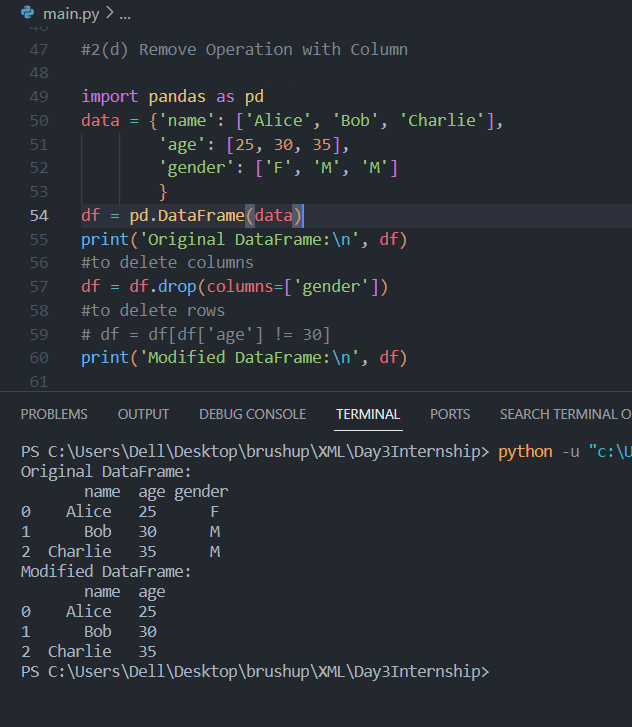 main.py > ...
46
47 #2(d) Remove Operation with Column
48
49 import pandas as pd
50 data = {'name': ['Alice', 'Bob', 'Charlie'],
51         'age': [25, 30, 35],
52         'gender': ['F', 'M', 'M']
53         }
54 df = pd.DataFrame(data)
55 print('Original DataFrame:\n', df)
56 #to delete columns
57 df = df.drop(columns=['gender'])
58 #to delete rows
59 # df = df[df['age'] != 30]
60 print('Modified DataFrame:\n', df)
61
PROBLEMS OUTPUT DEBUG CONSOLE TERMINAL PORTS SEARCH TERMINAL O
PS C:\Users\Dell\Desktop\brushup\XML\Day3Internship> python -u "c:\U
Original DataFrame:
       name  age gender
0    Alice   25      F
1      Bob   30      M
2  Charlie   35      M
Modified DataFrame:
       name  age
0    Alice   25
1      Bob   30
2  Charlie   35
PS C:\Users\Dell\Desktop\brushup\XML\Day3Internship>